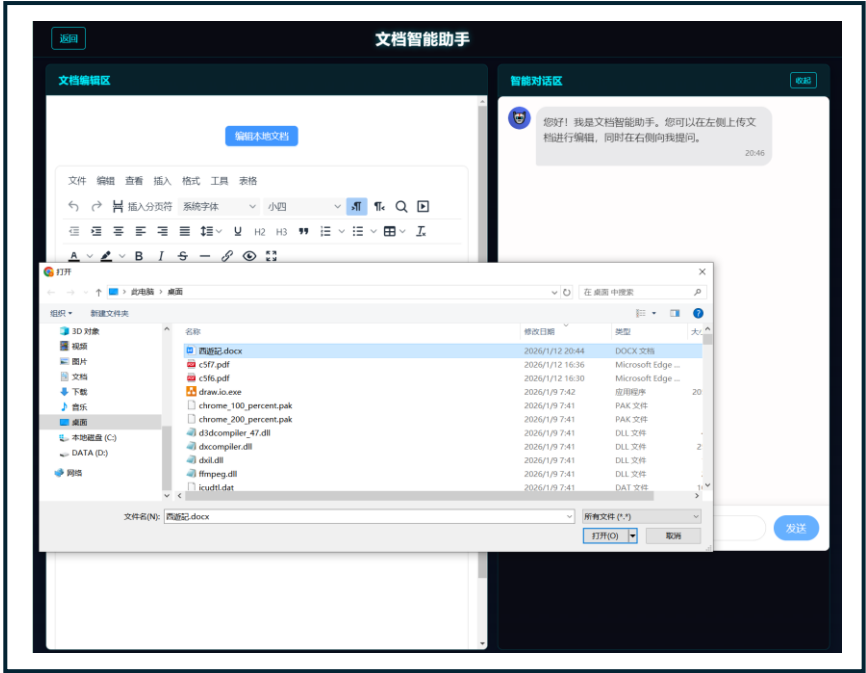 返回
文档智能助手
文档编辑区
智能对话区
收起
编辑本地文档
您好！我是文档智能助手。您可以在左侧上传文
档进行编辑，同时在右侧向我提问。
20:46
文件 编辑 查看 插入 格式 工具 表格
插入分页符 系统字体 小四
H2 H3
打开
此电脑 › 桌面
在 桌面 中搜索
组织 新建文件夹
名称 修改日期 类型 大小
3D 对象
视频
图片
文档
下载
音乐
桌面
本地磁盘 (C:)
DATA (D:)
网络
西遊記.docx 2026/1/12 20:44 DOCX 文档
c5f7.pdf 2026/1/12 16:36 Microsoft Edge ...
c5f6.pdf 2026/1/12 16:30 Microsoft Edge ...
draw.io.exe 2026/1/9 7:42 应用程序 20
chrome_100_percent.pak 2026/1/9 7:41 PAK 文件
chrome_200_percent.pak 2026/1/9 7:41 PAK 文件
d3dcompiler_47.dll 2026/1/9 7:41 DLL 文件
dxcompiler.dll 2026/1/9 7:41 DLL 文件 2
dxil.dll 2026/1/9 7:41 DLL 文件
ffmpeg.dll 2026/1/9 7:41 DLL 文件
icudtl.dat 2026/1/9 7:41 DAT 文件
文件名(N): 西遊記.docx 所有文件 (*.*)
打开(O) 取消
发送